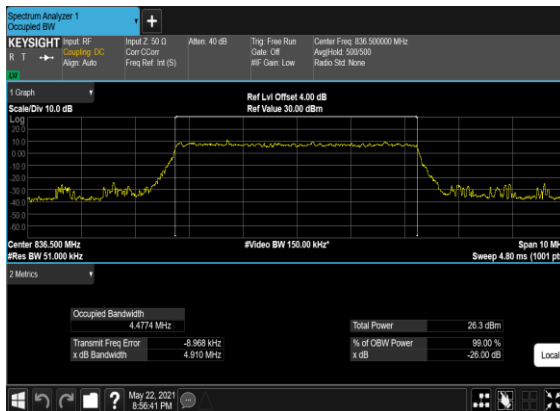 Spectrum Analyzer 1
Occupied BW
KEYSIGHT
R T
Input: RF
Coupling: DC
Align: Auto
Input Z: 50 Ω
Corr CCorr
Freq Ref: Int (S)
Atten: 40 dB
Trig: Free Run
Gate: Off
#IF Gain: Low
Center Freq: 836.500000 MHz
Avg|Hold: 500/500
Radio Std: None
1 Graph
Scale/Div 10.0 dB
Ref Lvl Offset 4.00 dB
Ref Value 30.00 dBm
Log
20.0
10.0
0.00
-10.0
-20.0
-30.0
-40.0
-50.0
-60.0
Center 836.500 MHz
#Res BW 51.000 kHz
#Video BW 150.00 kHz*
Span 10 MH
Sweep 4.80 ms (1001 pts
2 Metrics
Occupied Bandwidth
4.4774 MHz
Transmit Freq Error -8.968 kHz
x dB Bandwidth 4.910 MHz
Total Power 26.3 dBm
% of OBW Power 99.00 %
x dB -26.00 dB
Local
?
May 22, 2021
8:56:41 PM